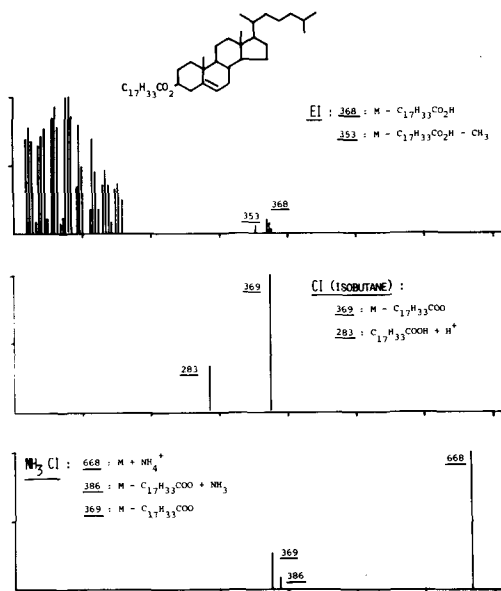 C₁₇H₃₃CO₂
EI : 368 : M - C₁₇H₃₃CO₂H
353 : M - C₁₇H₃₃CO₂H - CH₃
353
368
369
CI (ISOBUTANE) :
369 : M - C₁₇H₃₃COO
283 : C₁₇H₃₃COOH + H⁺
283
NH₃ CI : 668 : M + NH₄⁺
386 : M - C₁₇H₃₃COO + NH₃
369 : M - C₁₇H₃₃COO
668
369
386